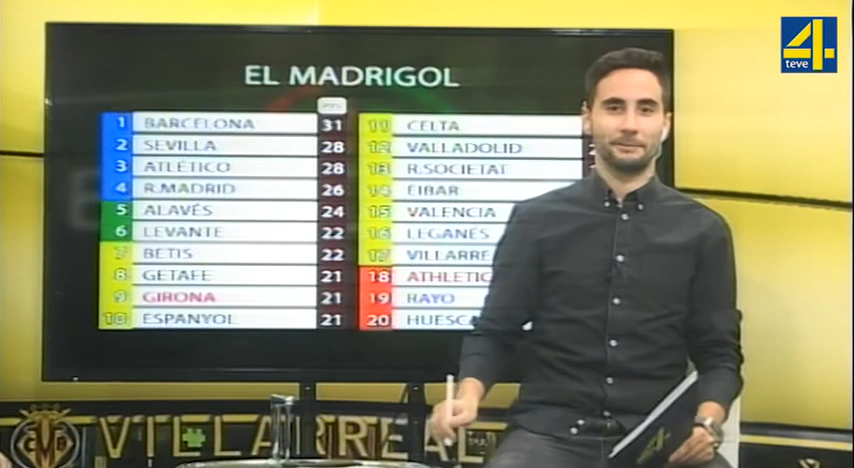 4
teve
EL MADRIGOL
PTS
1 BARCELONA 31
2 SEVILLA 28
3 ATLÉTICO 28
4 R.MADRID 26
5 ALAVÉS 24
6 LEVANTE 22
7 BETIS 22
8 GETAFE 21
9 GIRONA 21
10 ESPANYOL 21
11 CELTA
12 VALLADOLID
13 R.SOCIETAT
14 EIBAR
15 VALENCIA
16 LEGANÉS
17 VILLARRE
18 ATHLETIC
19 RAYO
20 HUESCA
VILLARREAL